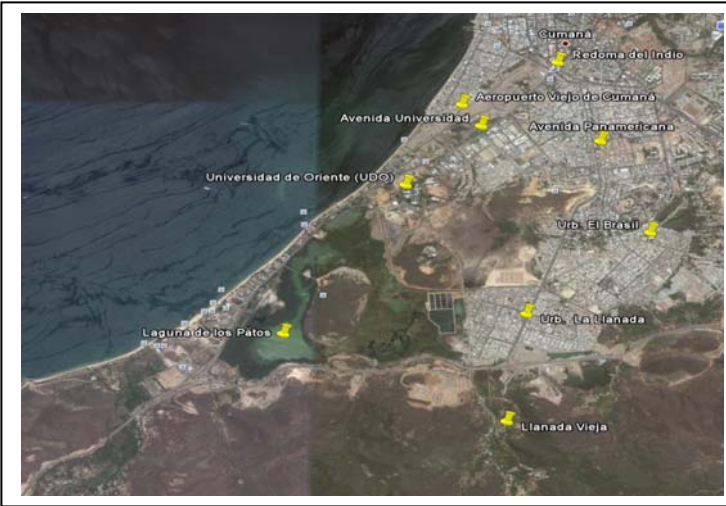 Cumaná
Redoma del Indio
Aeropuerto Viejo de Cumaná
Avenida Universidad
Avenida Panamericana
Universidad de Oriente (UDO)
Urb. El Brasil
Urb. La Llanada
Laguna de los Patos
Llanada Vieja